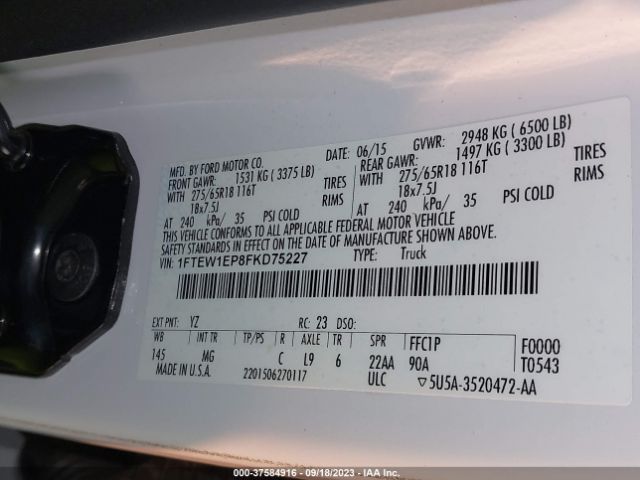 MFD. BY FORD MOTOR CO. DATE: 06/15 GVWR: 2948 KG ( 6500 LB)
FRONT GAWR: 1531 KG ( 3375 LB) REAR GAWR: 1497 KG ( 3300 LB)
WITH 275/65R18 116T TIRES WITH 275/65R18 116T TIRES
18x7.5J RIMS 18x7.5J RIMS
AT 240 kPa/ 35 PSI COLD AT 240 kPa/ 35 PSI COLD
THIS VEHICLE CONFORMS TO ALL APPLICABLE FEDERAL MOTOR VEHICLE
SAFETY STANDARDS IN EFFECT ON THE DATE OF MANUFACTURE SHOWN ABOVE.
VIN: 1FTEW1EP8FKD75227 TYPE: Truck
EXT PNT: YZ RC: 23 DSO:
WB INT TR TP/PS R AXLE TR SPR FFC1P F0000
145 MG C L9 6 22AA 90A T0543
MADE IN U.S.A. 2201506270117 ULC ▽5U5A-3520472-AA
000-37584916 - 09/18/2023 - IAA Inc.